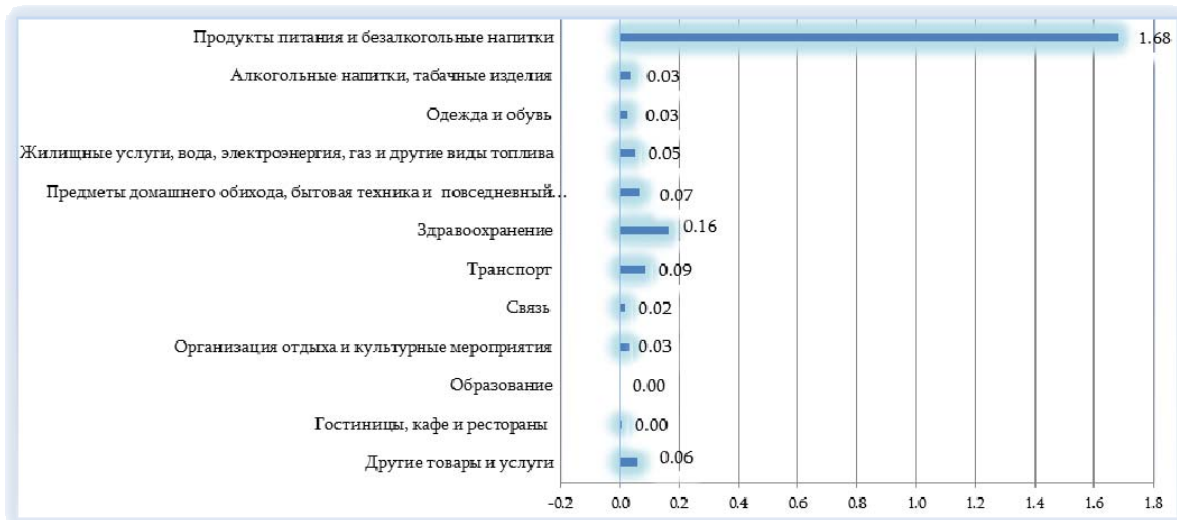 Продукты питания и безалкогольные напитки 1.68
Алкогольные напитки, табачные изделия 0.03
Одежда и обувь 0.03
Жилищные услуги, вода, электроэнергия, газ и другие виды топлива 0.05
Предметы домашнего обихода, бытовая техника и повседневный... 0.07
Здравоохранение 0.16
Транспорт 0.09
Связь 0.02
Организация отдыха и культурные мероприятия 0.03
Образование 0.00
Гостиницы, кафе и рестораны 0.00
Другие товары и услуги 0.06
-0.2 0.0 0.2 0.4 0.6 0.8 1.0 1.2 1.4 1.6 1.8